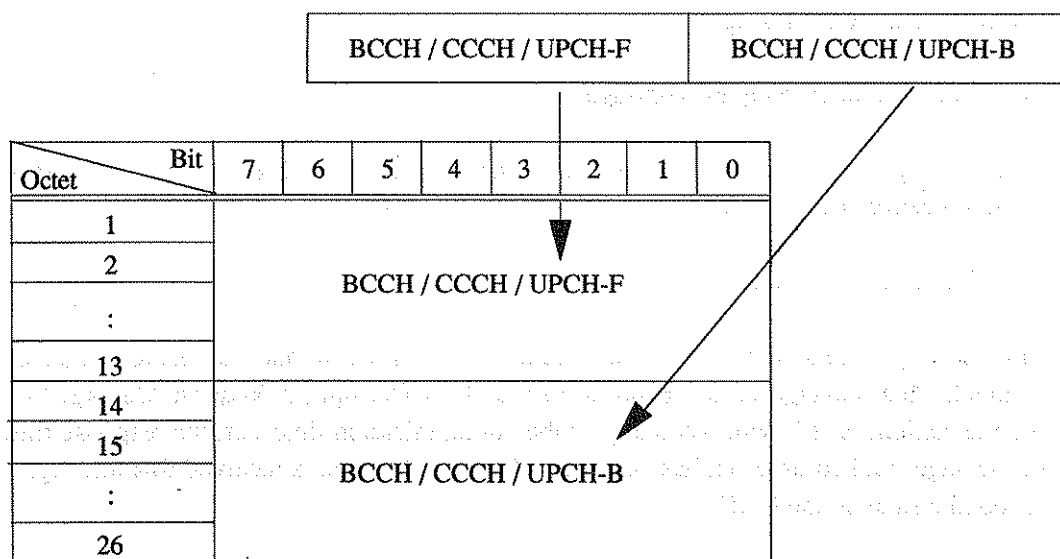 BCCH / CCCH / UPCH-F BCCH / CCCH / UPCH-B
Bit 7 6 5 4 3 2 1 0
Octet
1
2
BCCH / CCCH / UPCH-F
:
13
14
15
BCCH / CCCH / UPCH-B
:
26